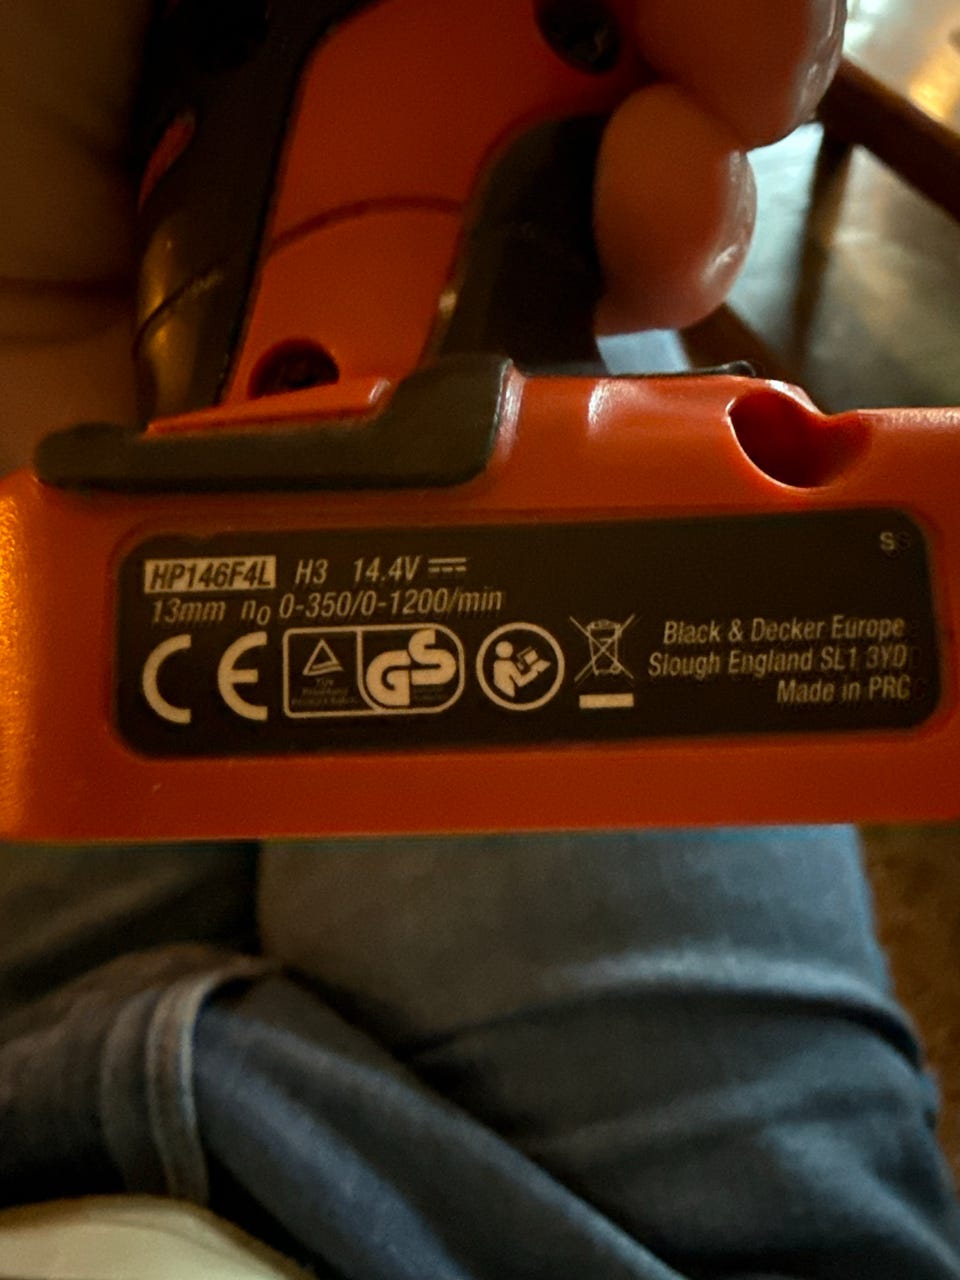 HP146F4L H3 14.4V
13mm n0 0-350/0-1200/min
CE
TÜV
GS
Black & Decker Europe
Slough England SL1 3YD
Made in PRC